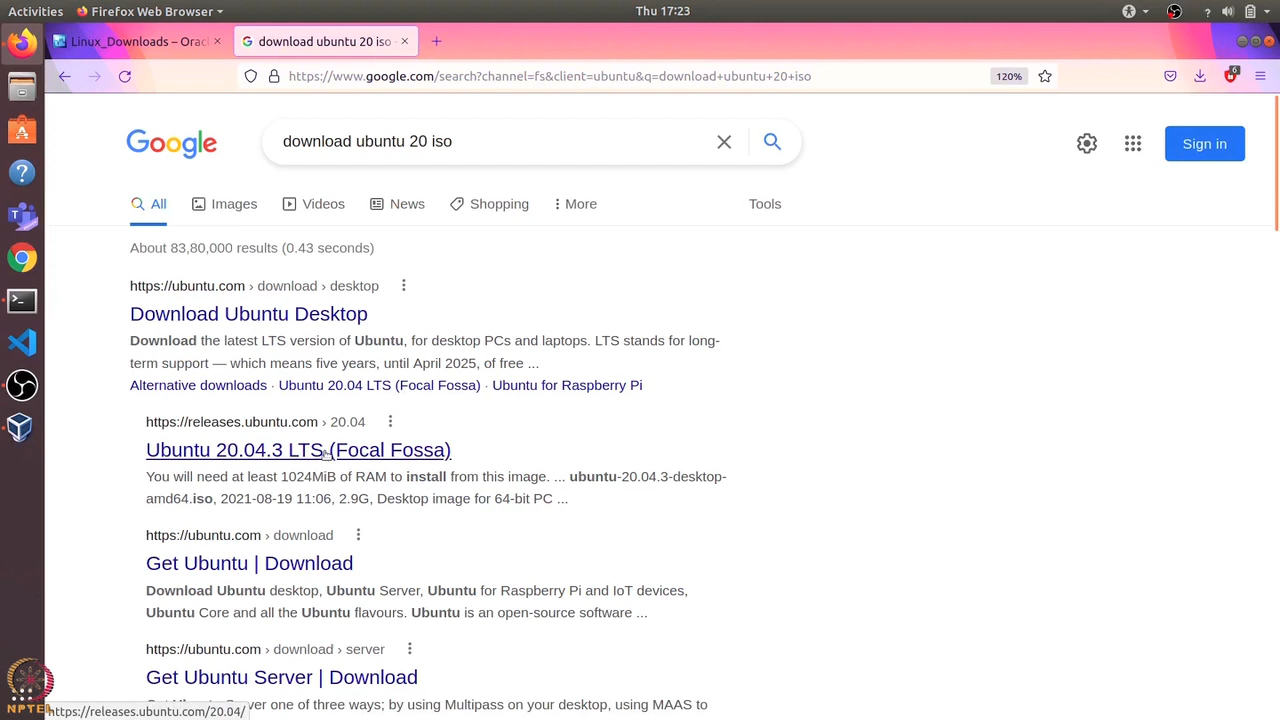 Activities
Firefox Web Browser
Thu 17:23
Linux_Downloads – Orac
download ubuntu 20 iso -
https://www.google.com/search?channel=fs&client=ubuntu&q=download+ubuntu+20+iso
120%
6
Google
download ubuntu 20 iso
Sign in
All
Images
Videos
News
Shopping
More
Tools
About 83,80,000 results (0.43 seconds)
https://ubuntu.com › download › desktop
Download Ubuntu Desktop
Download the latest LTS version of Ubuntu, for desktop PCs and laptops. LTS stands for long-
term support — which means five years, until April 2025, of free ...
Alternative downloads · Ubuntu 20.04 LTS (Focal Fossa) · Ubuntu for Raspberry Pi
https://releases.ubuntu.com › 20.04
Ubuntu 20.04.3 LTS (Focal Fossa)
You will need at least 1024MiB of RAM to install from this image. ... ubuntu-20.04.3-desktop-
amd64.iso, 2021-08-19 11:06, 2.9G, Desktop image for 64-bit PC ...
https://ubuntu.com › download
Get Ubuntu | Download
Download Ubuntu desktop, Ubuntu Server, Ubuntu for Raspberry Pi and IoT devices,
Ubuntu Core and all the Ubuntu flavours. Ubuntu is an open-source software ...
https://ubuntu.com › download › server
Get Ubuntu Server | Download
one of three ways; by using Multipass on your desktop, using MAAS to
https://releases.ubuntu.com/20.04/
NPTEL